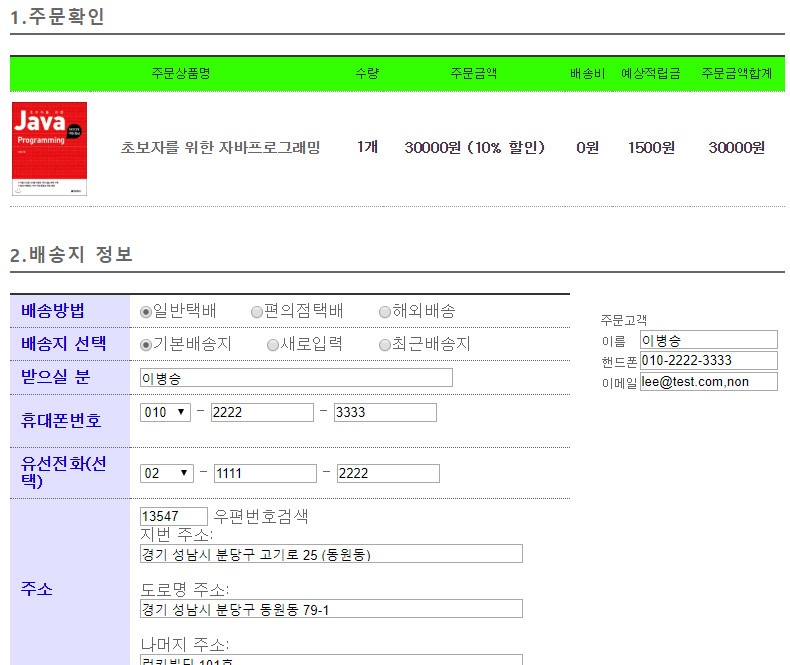 1.주문확인
주문상품명 수량 주문금액 배송비 예상적립금 주문금액합계
Java
Programming
초보자를 위한 자바프로그래밍 1개 30000원 (10% 할인) 0원 1500원 30000원
2.배송지 정보
배송방법 일반택배 편의점택배 해외배송
배송지 선택 기본배송지 새로입력 최근배송지
받으실 분 이병승
휴대폰번호 010 - 2222 - 3333
유선전화(선
택) 02 - 1111 - 2222
주소
13547 우편번호검색
지번 주소:
경기 성남시 분당구 고기로 25 (동원동)
도로명 주소:
경기 성남시 분당구 동원동 79-1
나머지 주소:
주문고객
이름 이병승
핸드폰 010-2222-3333
이메일 lee@test.com,non